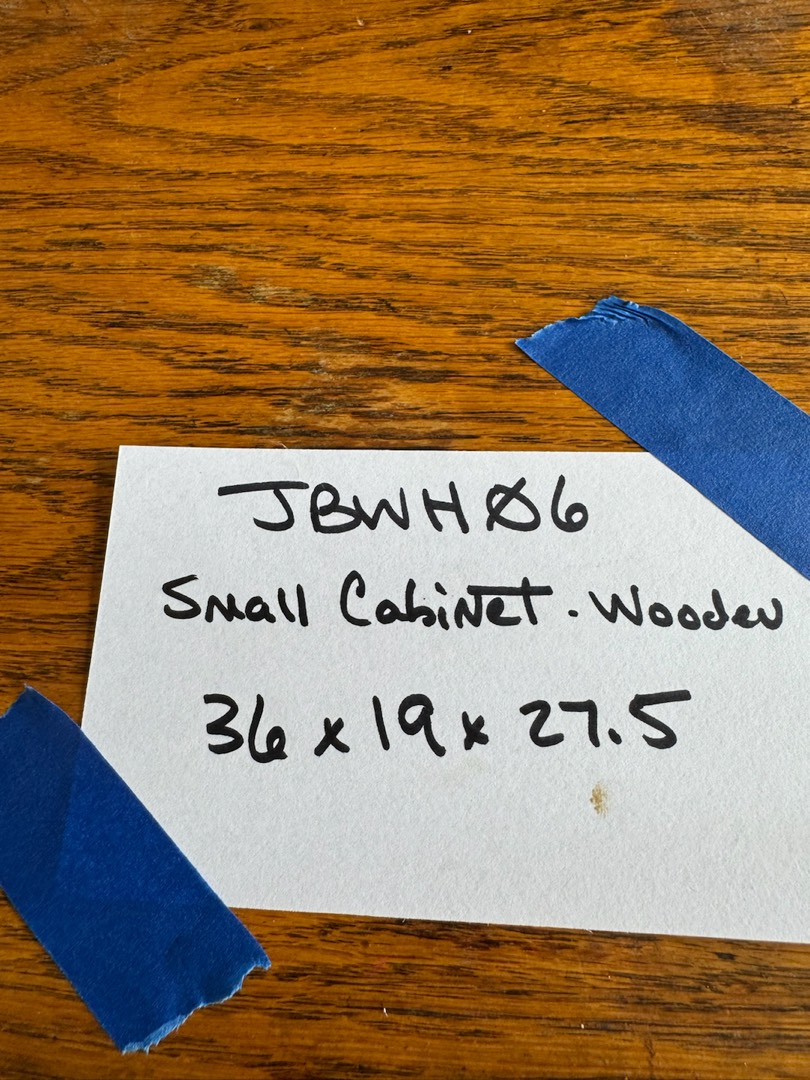 JBWHØ6
Small Cabinet. Wooden
36 x 19 x 27.5